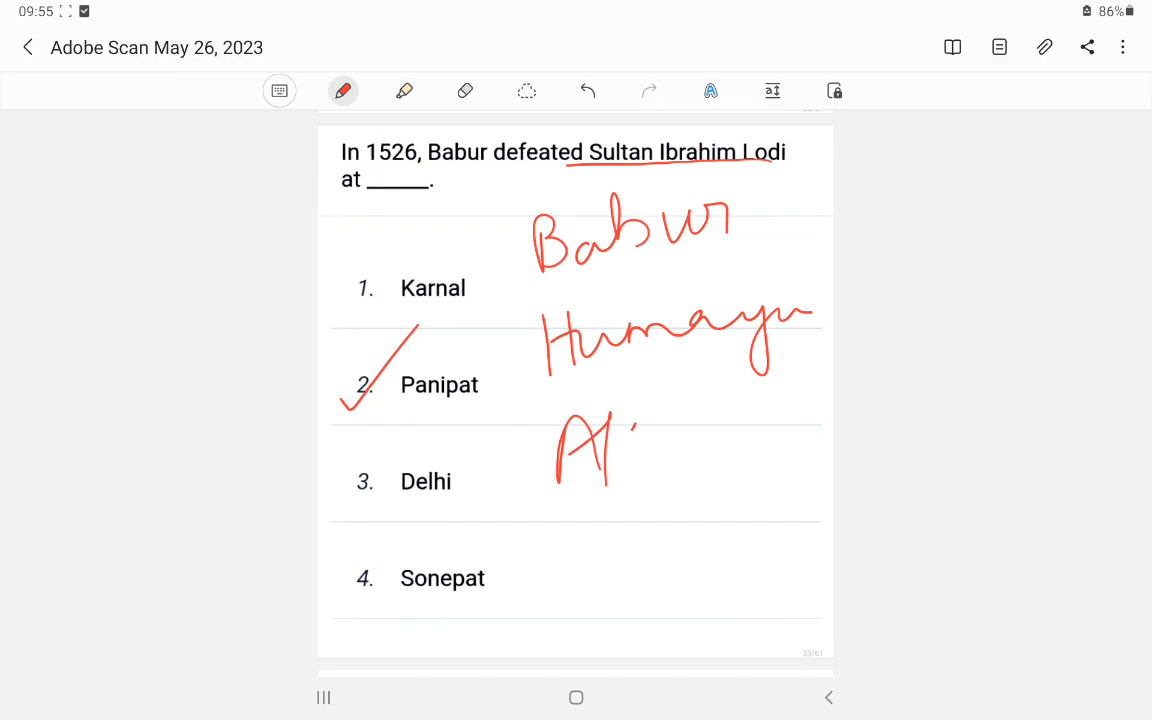 09:55
86%
Adobe Scan May 26, 2023
In 1526, Babur defeated Sultan Ibrahim Lodi
at ______.
Babur
1. Karnal
Humayu
2. Panipat
A
3. Delhi
4. Sonepat
33/61